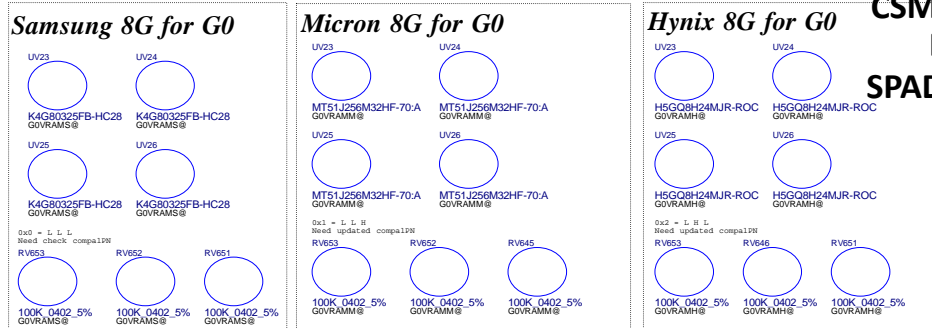 Samsung 8G for G0
UV23 UV24
K4G80325FB-HC28 K4G80325FB-HC28
G0VRAMS@ G0VRAMS@
UV25 UV26
K4G80325FB-HC28 K4G80325FB-HC28
G0VRAMS@ G0VRAMS@
0x0 = L L L
Need check compalPN
RV653 RV652 RV651
100K_0402_5% 100K_0402_5% 100K_0402_5%
G0VRAMS@ G0VRAMS@ G0VRAMS@
Micron 8G for G0
UV23 UV24
MT51J256M32HF-70:A MT51J256M32HF-70:A
G0VRAMM@ G0VRAMM@
UV25 UV26
MT51J256M32HF-70:A MT51J256M32HF-70:A
G0VRAMM@ G0VRAMM@
0x1 = L L H
Need updated compalPN
RV653 RV652 RV645
100K_0402_5% 100K_0402_5% 100K_0402_5%
G0VRAMM@ G0VRAMM@ G0VRAMM@
Hynix 8G for G0
UV23 UV24
H5GQ8H24MJR-ROC H5GQ8H24MJR-ROC
G0VRAMH@ G0VRAMH@
UV25 UV26
H5GQ8H24MJR-ROC H5GQ8H24MJR-ROC
G0VRAMH@ G0VRAMH@
0x2 = L H L
Need updated compalPN
RV653 RV646 RV651
100K_0402_5% 100K_0402_5% 100K_0402_5%
G0VRAMH@ G0VRAMH@ G0VRAMH@